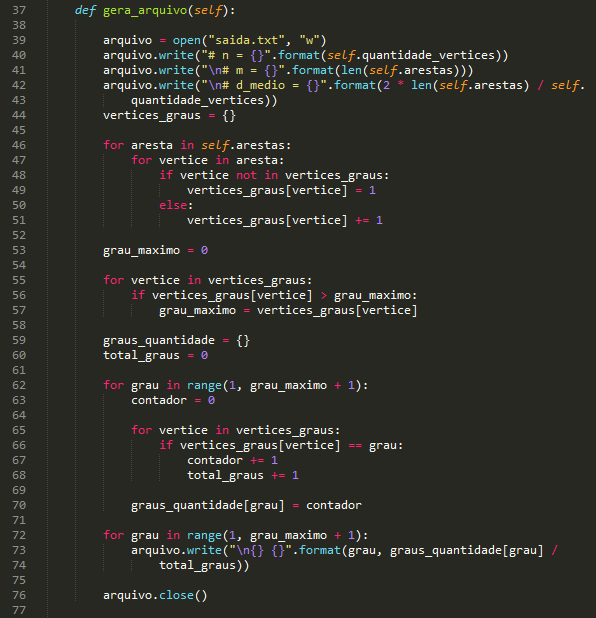 37 def gera_arquivo(self):
38
39 arquivo = open("saida.txt", "w")
40 arquivo.write("# n = {}".format(self.quantidade_vertices))
41 arquivo.write("\n# m = {}".format(len(self.arestas)))
42 arquivo.write("\n# d_medio = {}".format(2 * len(self.arestas) / self.
43 quantidade_vertices))
44 vertices_graus = {}
45
46 for aresta in self.arestas:
47 for vertice in aresta:
48 if vertice not in vertices_graus:
49 vertices_graus[vertice] = 1
50 else:
51 vertices_graus[vertice] += 1
52
53 grau_maximo = 0
54
55 for vertice in vertices_graus:
56 if vertices_graus[vertice] > grau_maximo:
57 grau_maximo = vertices_graus[vertice]
58
59 graus_quantidade = {}
60 total_graus = 0
61
62 for grau in range(1, grau_maximo + 1):
63 contador = 0
64
65 for vertice in vertices_graus:
66 if vertices_graus[vertice] == grau:
67 contador += 1
68 total_graus += 1
69
70 graus_quantidade[grau] = contador
71
72 for grau in range(1, grau_maximo + 1):
73 arquivo.write("\n{} {}".format(grau, graus_quantidade[grau] /
74 total_graus))
75
76 arquivo.close()
77